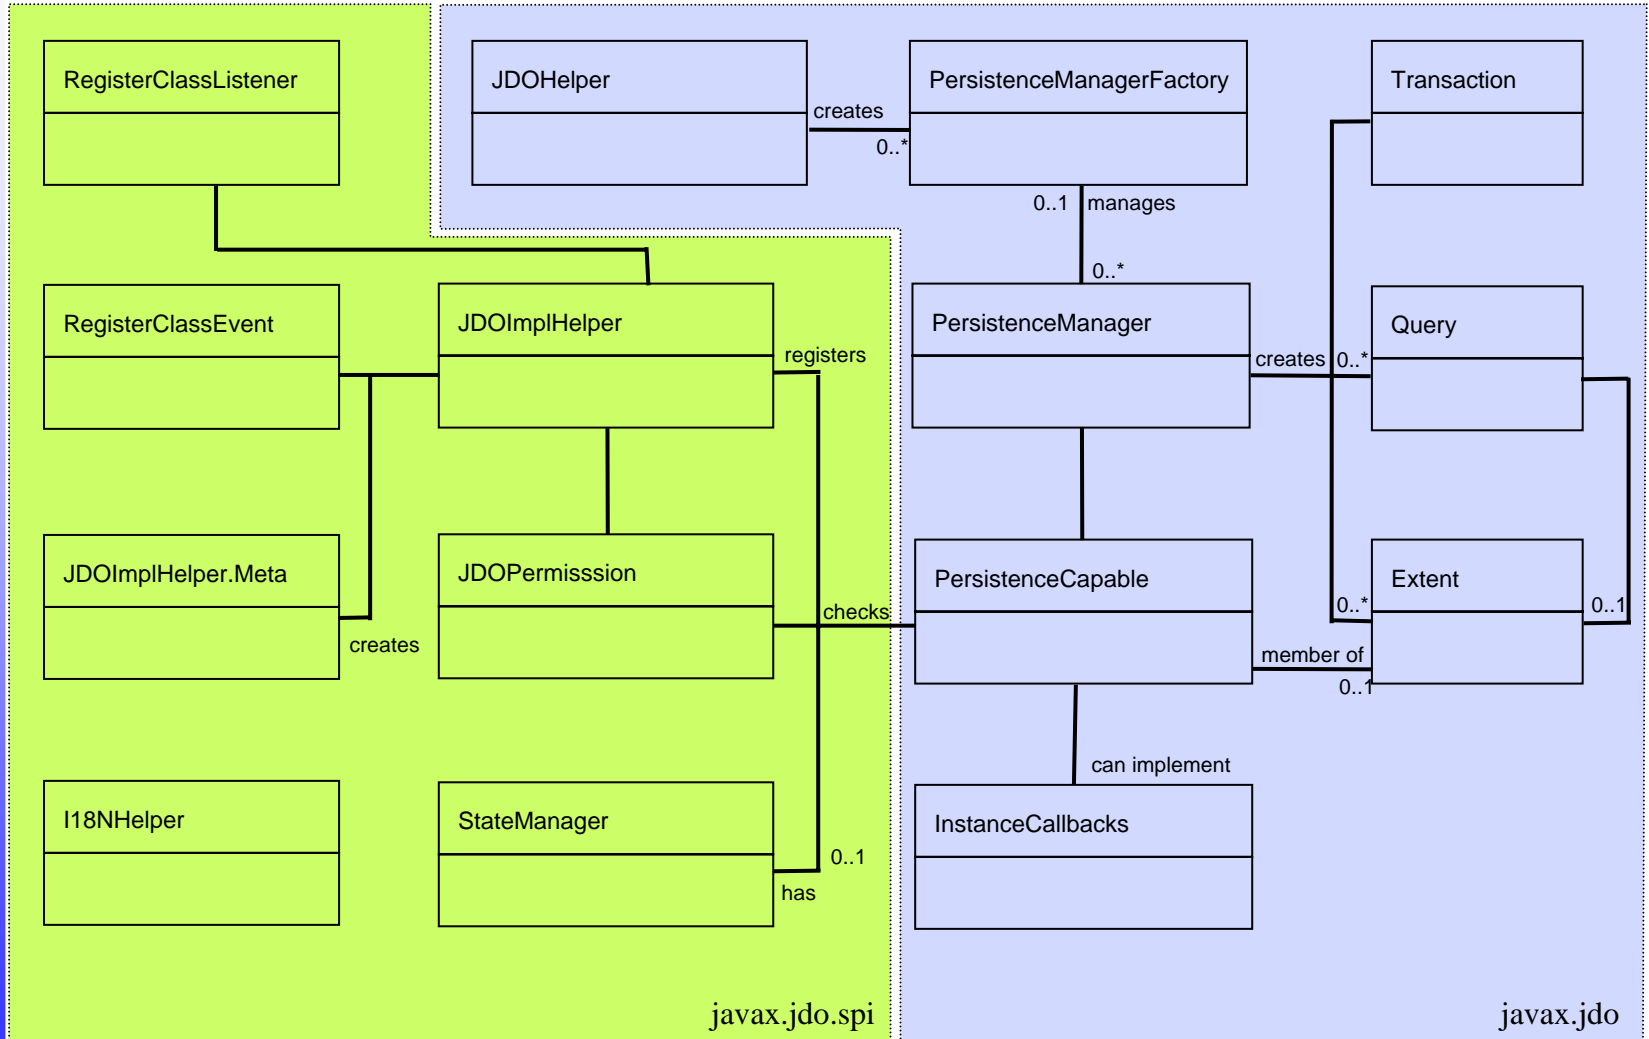 RegisterClassListener
JDOHelper
PersistenceManagerFactory
Transaction
creates
0..*
0..1
manages
0..*
RegisterClassEvent
JDOImplHelper
PersistenceManager
Query
registers
creates
0..*
JDOImplHelper.Meta
JDOPermisssion
PersistenceCapable
Extent
checks
0..*
0..1
creates
member of
0..1
can implement
I18NHelper
StateManager
InstanceCallbacks
0..1
has
javax.jdo.spi
javax.jdo